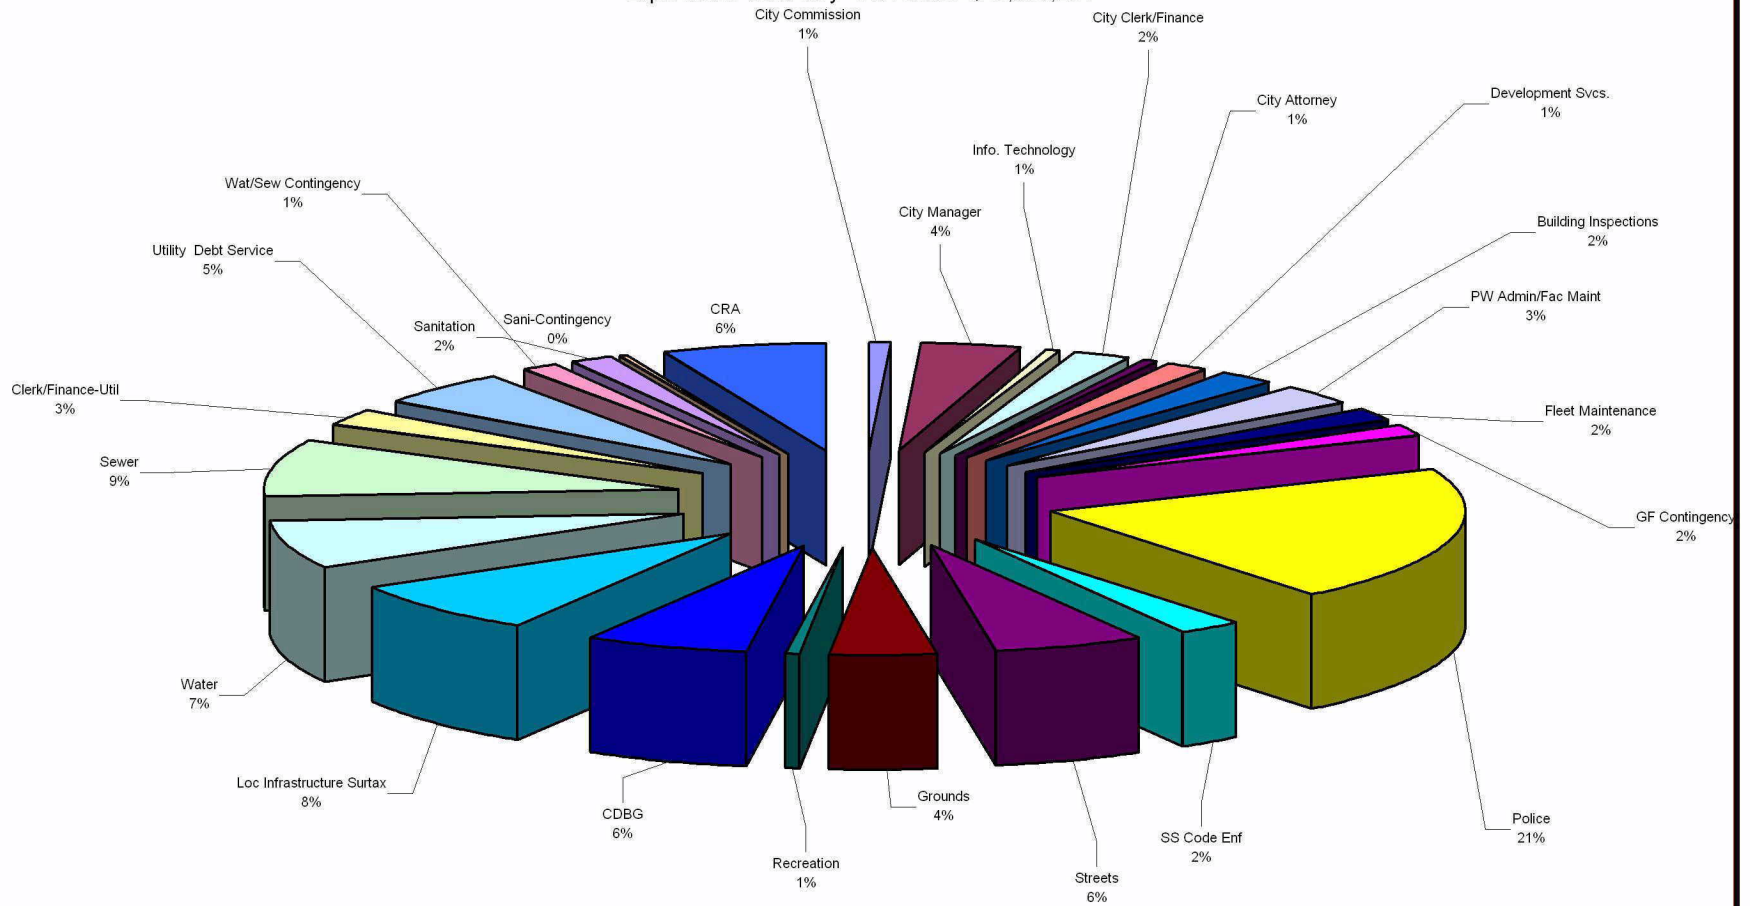 City Commission
1%
City Clerk/Finance
2%
Development Svcs.
1%
City Attorney
1%
Info. Technology
1%
Wat/Sew Contingency
1%
City Manager
4%
Building Inspections
2%
Utility  Debt Service
5%
PW Admin/Fac Maint
3%
CRA
6%
Sani-Contingency
0%
Sanitation
2%
Clerk/Finance-Util
3%
Fleet Maintenance
2%
Sewer
9%
GF Contingency
2%
Water
7%
Loc Infrastructure Surtax
8%
CDBG
6%
Grounds
4%
Police
21%
SS Code Enf
2%
Recreation
1%
Streets
6%